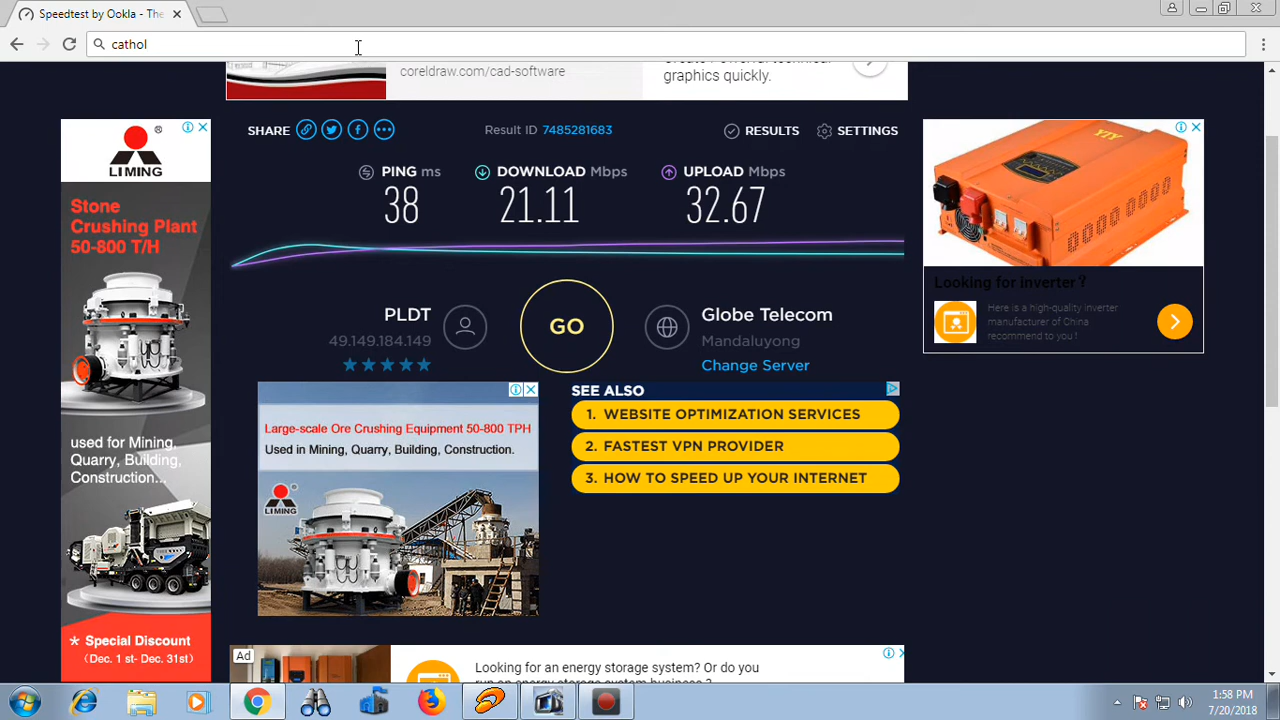 Speedtest by Ookla - The
cathol
coreldraw.com/cad-software
graphics quickly.
SHARE
Result ID 7485281683
RESULTS
SETTINGS
PING ms
38
DOWNLOAD Mbps
21.11
UPLOAD Mbps
32.67
PLDT
49.149.184.149
GO
Globe Telecom
Mandaluyong
Change Server
LIMING
Stone
Crushing Plant
50-800 T/H
used for Mining,
Quarry, Building,
Construction...
* Special Discount
(Dec. 1 st- Dec. 31st)
Large-scale Ore Crushing Equipment 50-800 TPH
Used in Mining, Quarry, Building, Construction.
LIMING
SEE ALSO
1. WEBSITE OPTIMIZATION SERVICES
2. FASTEST VPN PROVIDER
3. HOW TO SPEED UP YOUR INTERNET
YIY
Looking for Inverter?
Here is a high-quality inverter
manufacturer of China
recommend to you !
Ad
Looking for an energy storage system? Or do you
1:58 PM
7/20/2018